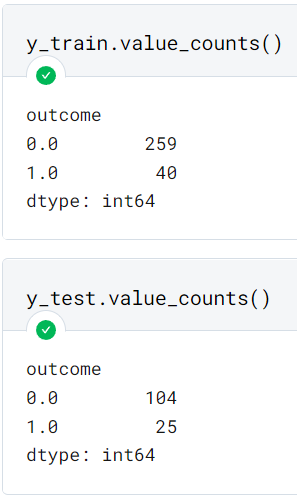 y_train.value_counts()
outcome
0.0 259
1.0 40
dtype: int64
y_test.value_counts()
outcome
0.0 104
1.0 25
dtype: int64